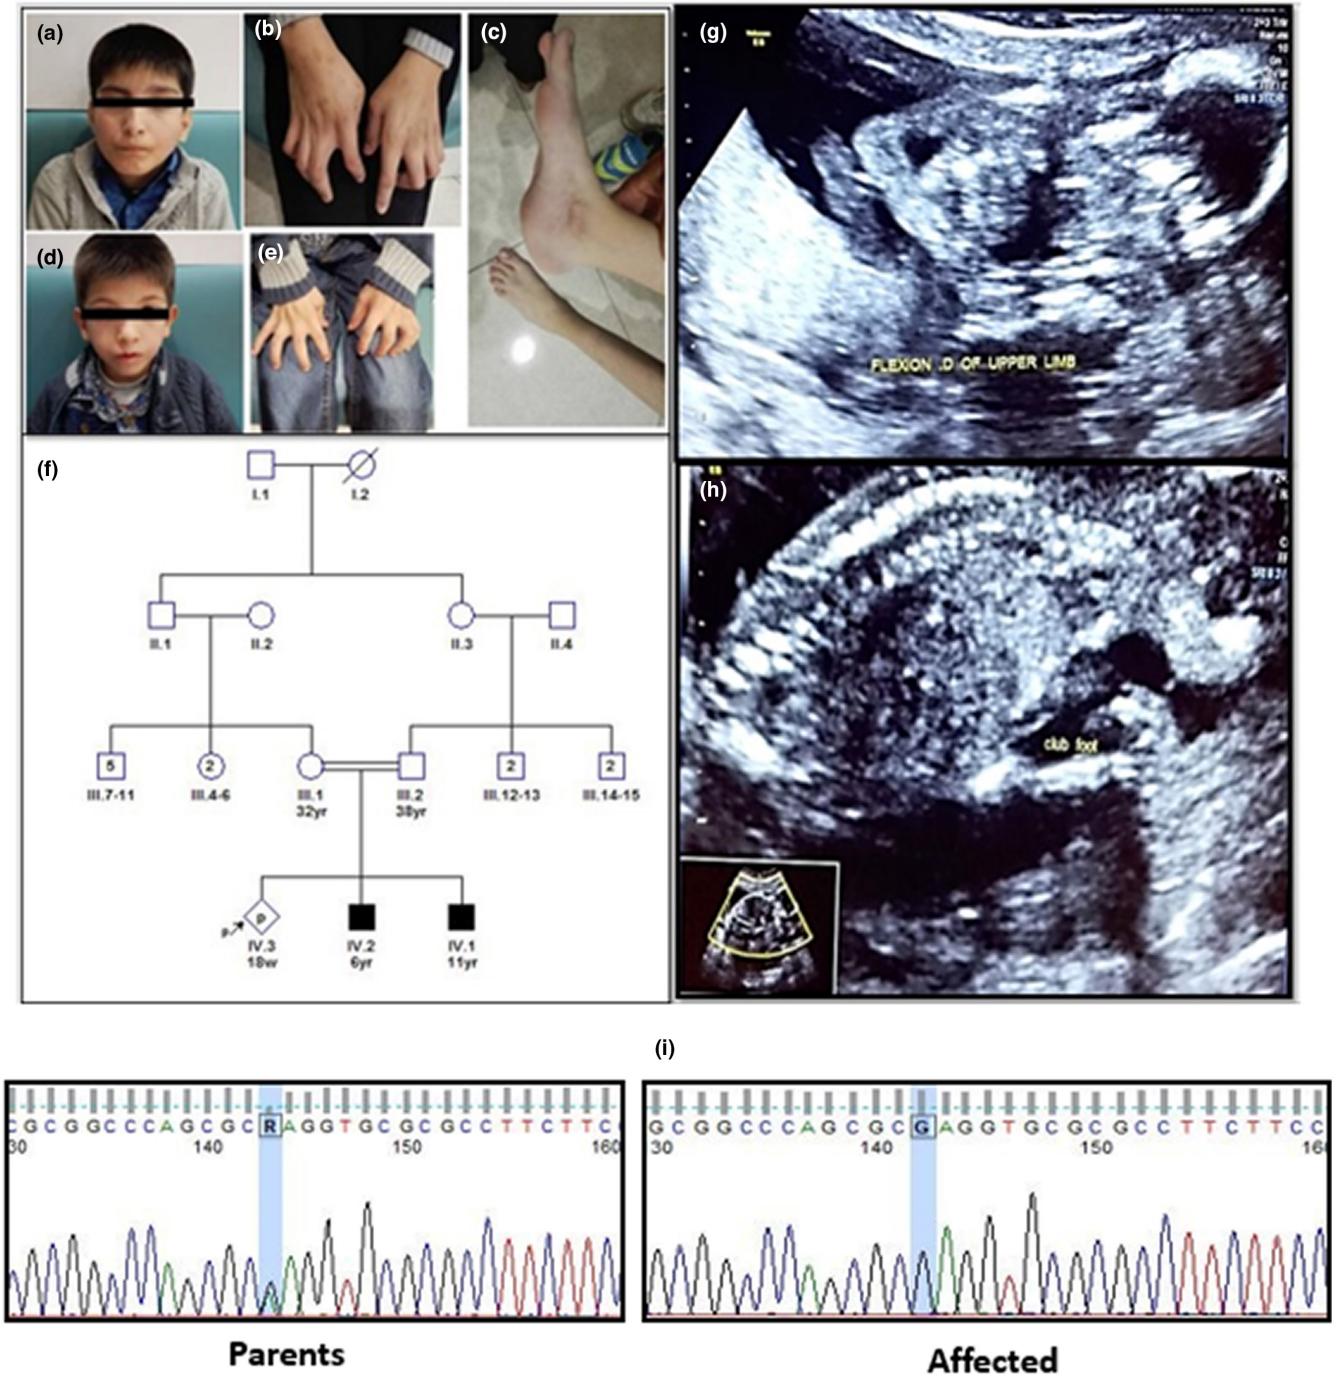 (a)
(b)
(c)
(d)
(e)
(f)
I.1
I.2
II.1
II.2
II.3
II.4
5
2
2
2
III.7-11
III.4-6
III.1
III.2
III.12-13
III.14-15
32yr
38yr
p
P
IV.3
IV.2
IV.1
18w
6yr
11yr
(g)
FLEXION .D OF UPPER LIMB
(h)
club foot
(i)
CGCGGCCCAGCGCRAGGTGCGCGCCTTCTTCC
30 140 150 160
Parents
GCGGCCCAGCGCGAGGTGCGCGCCTTCTTCC
30 140 150 16
Affected